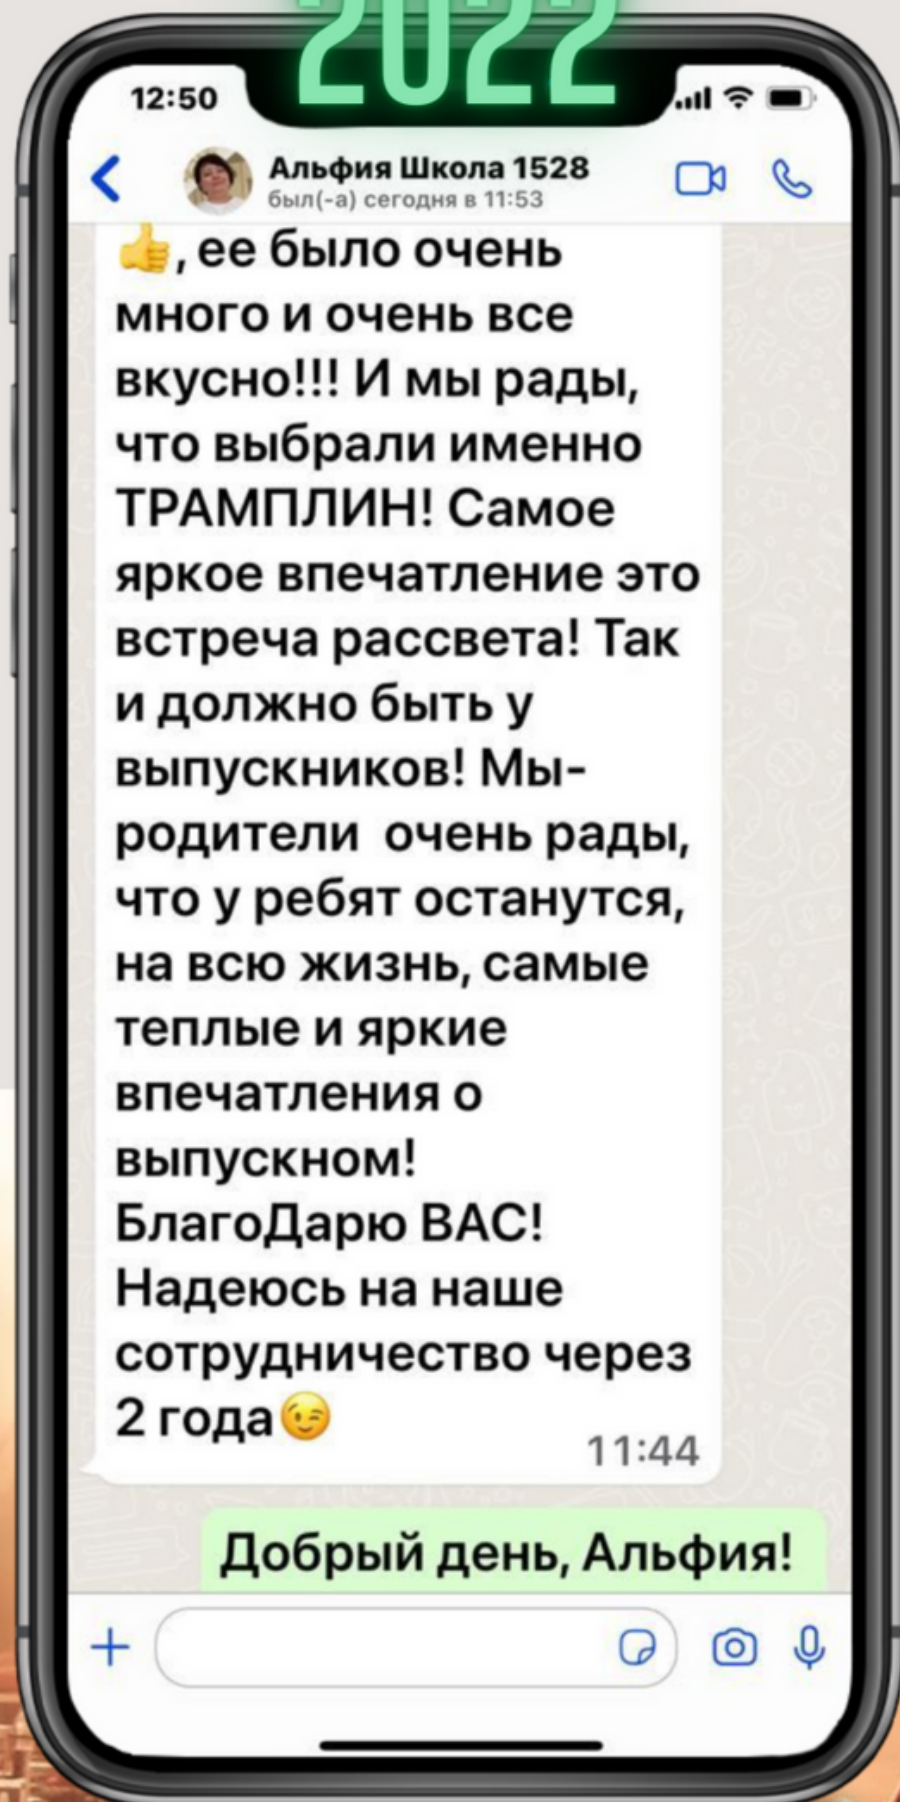 2022
12:50
Альфия Школа 1528
был(-а) сегодня в 11:53
👍, ее было очень
много и очень все
вкусно!!! И мы рады,
что выбрали именно
ТРАМПЛИН! Самое
яркое впечатление это
встреча рассвета! Так
и должно быть у
выпускников! Мы-
родители  очень рады,
что у ребят останутся,
на всю жизнь, самые
теплые и яркие
впечатления о
выпускном!
БлагоДарю ВАС!
Надеюсь на наше
сотрудничество через
2 года😉
11:44
Добрый день, Альфия!